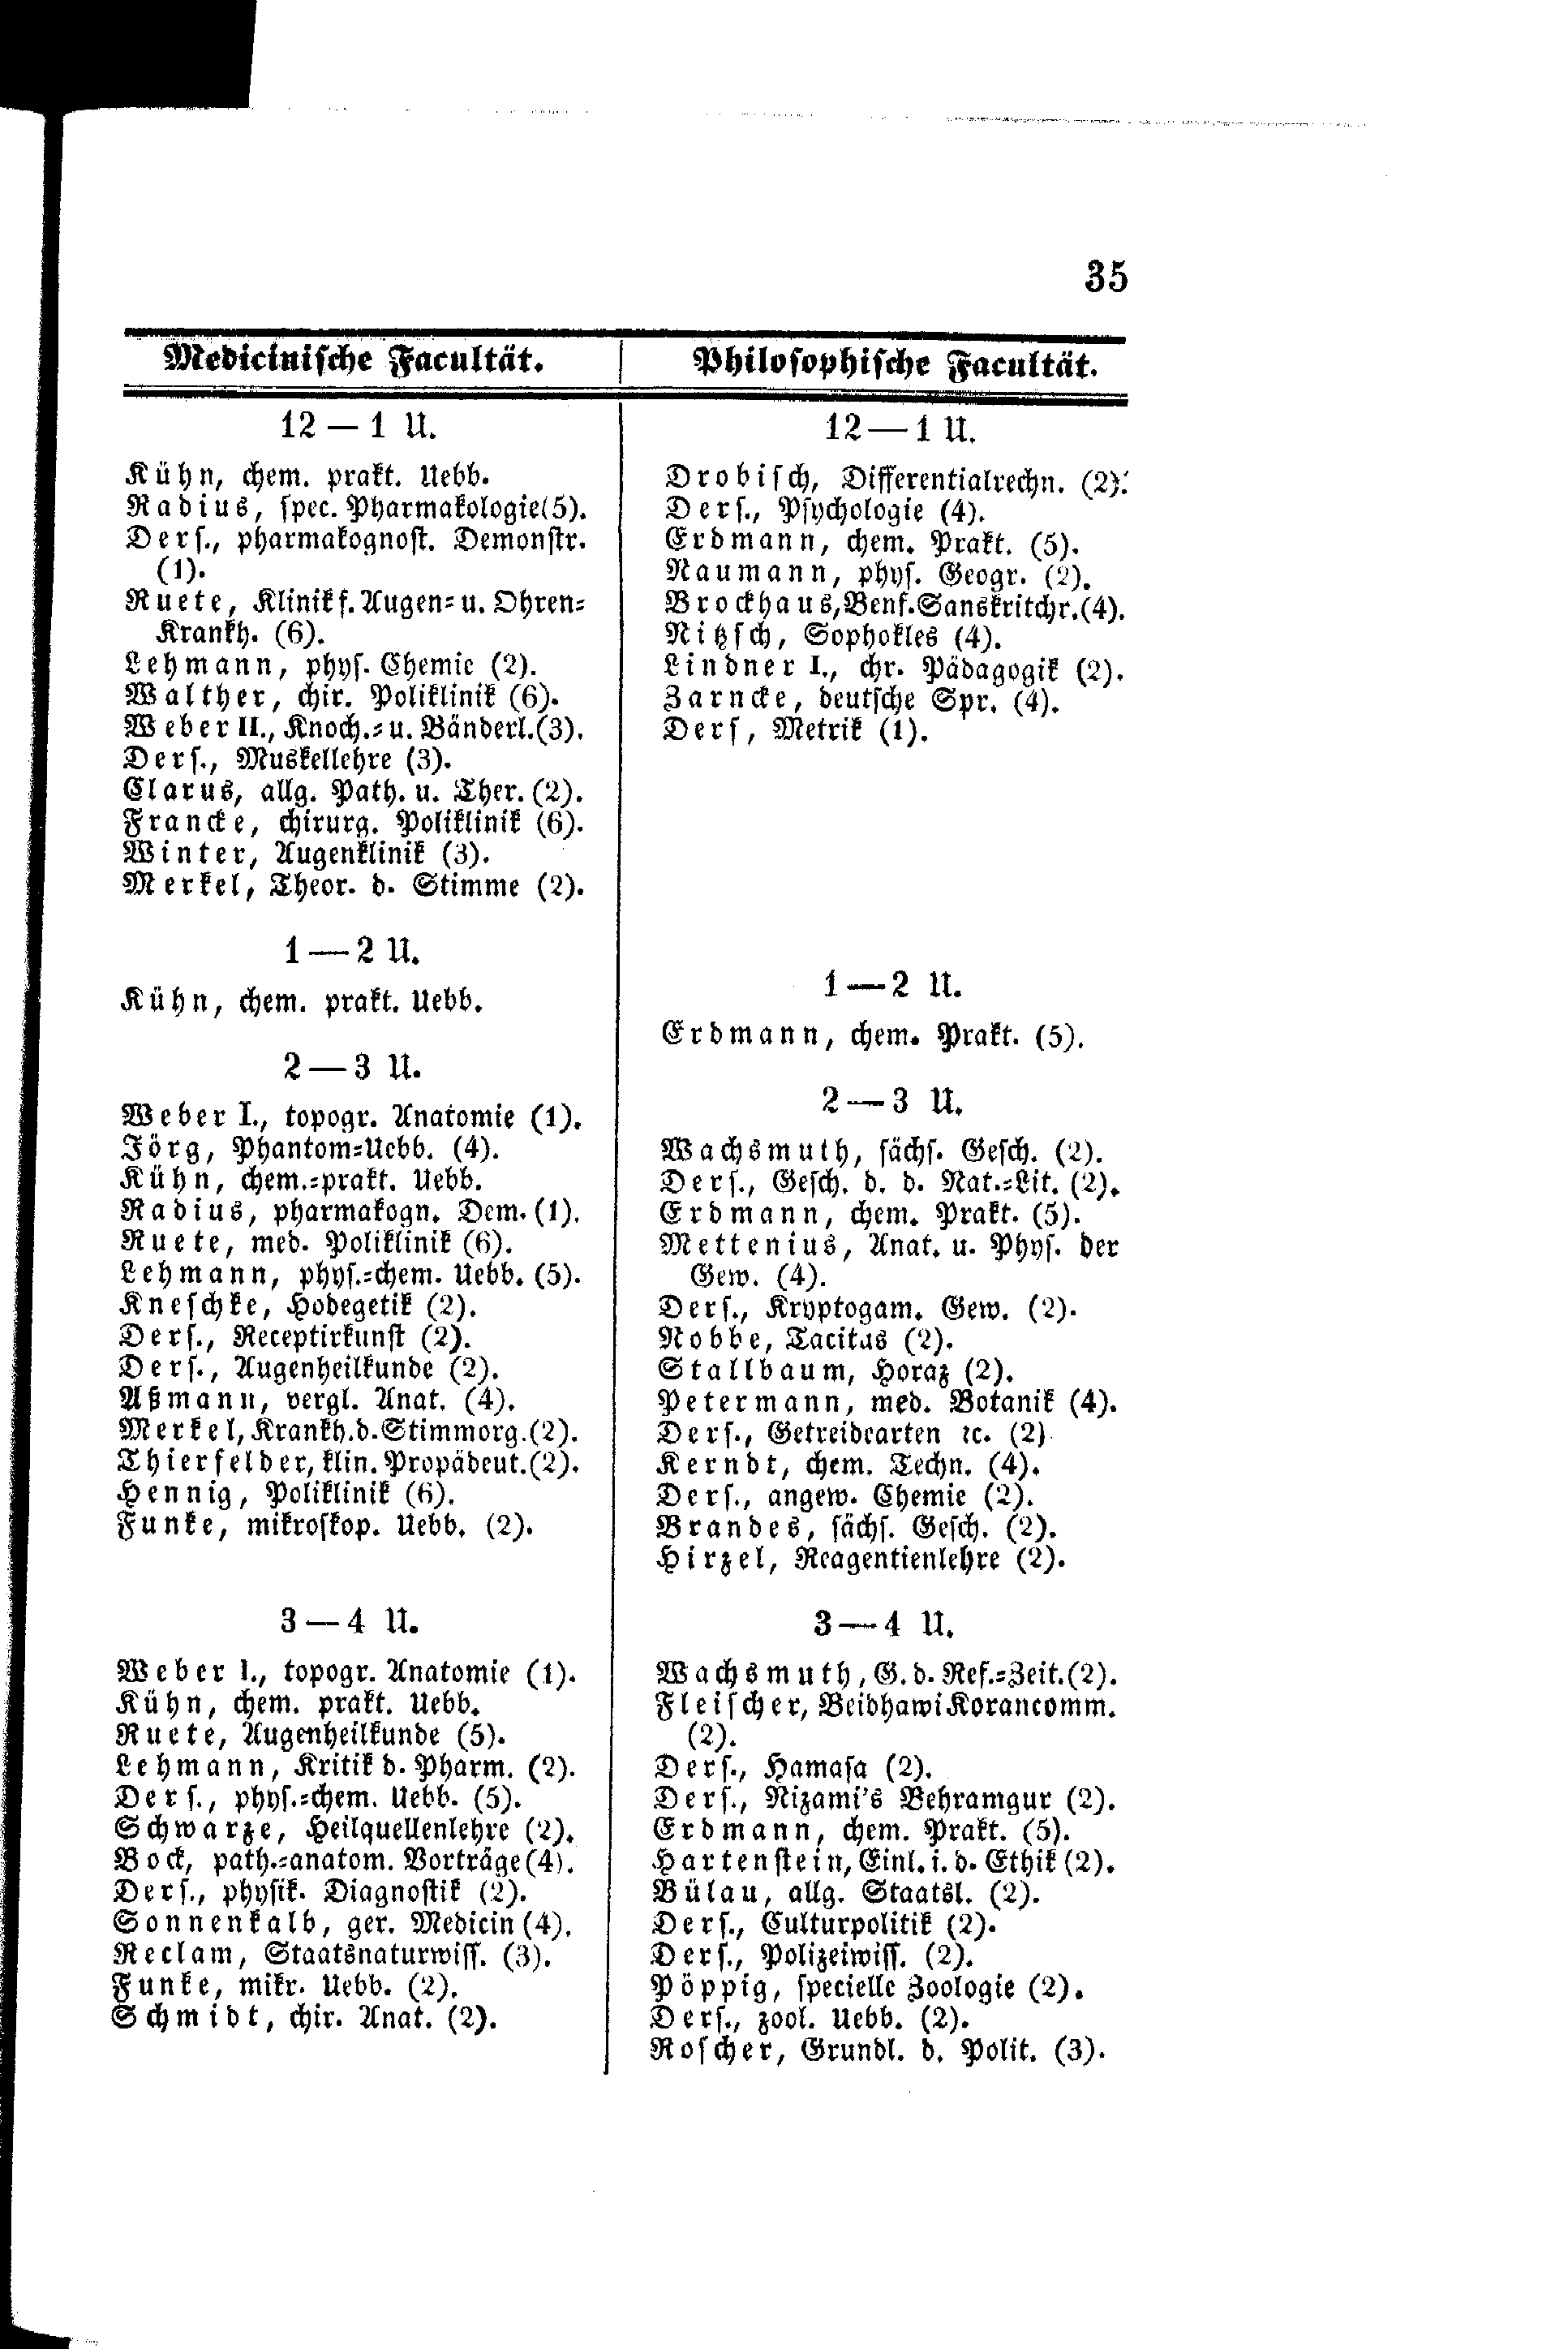 35
Medicinische Facultät.
12 — 1 U.
Kühn, chem. prakt. Uebb.
Radius, spec. Pharmakologie (5).
Ders., pharmakognost. Demonstr.
(1).
Ruete, Klinik f. Augen- u. Ohren-
Krankh. (6).
Lehmann, phys. Chemie (2).
Walther, chir. Poliklinik (6).
Weber II., Knoch.- u. Bänderl. (3).
Ders., Muskellehre (3).
Clarus, allg. Path. u. Ther. (2).
Francke, chirurg. Poliklinik (6).
Winter, Augenklinik (3).
Merkel, Theor. d. Stimme (2).
1 — 2 U.
Kühn, chem. prakt. Uebb.
2 — 3 U.
Weber I., topogr. Anatomie (1).
Jörg, Phantom-Uebb. (4).
Kühn, chem.-prakt. Uebb.
Radius, pharmakogn. Dem. (1).
Ruete, med. Poliklinik (6).
Lehmann, phys.-chem. Uebb. (5).
Kneschke, Hodegetik (2).
Ders., Receptirkunst (2).
Ders., Augenheilkunde (2).
Aßmann, vergl. Anat. (4).
Merkel, Krankh. d. Stimmorg. (2).
Thierfelder, klin. Propädeut. (2).
Hennig, Poliklinik (6).
Funke, mikroskop. Uebb. (2).
3 — 4 U.
Weber I., topogr. Anatomie (1).
Kühn, chem. prakt. Uebb.
Ruete, Augenheilkunde (5).
Lehmann, Kritik d. Pharm. (2).
Ders., phys.-chem. Uebb. (5).
Schwarze, Heilquellenlehre (2).
Bock, path.-anatom. Vorträge (4).
Ders., physik. Diagnostik (2).
Sonnenkalb, ger. Medicin (4).
Reclam, Staatsnaturwiss. (3).
Funke, mikr. Uebb. (2).
Schmidt, chir. Anat. (2).
Philosophische Facultät.
12 — 1 U.
Drobisch, Differentialrechn. (2).
Ders., Psychologie (4).
Erdmann, chem. Prakt. (5).
Naumann, phys. Geogr. (2).
Brockhaus, Benf. Sanskritchr. (4).
Nitzsch, Sophokles (4).
Lindner I., chr. Pädagogik (2).
Zarncke, deutsche Spr. (4).
Ders, Metrik (1).
1 — 2 U.
Erdmann, chem. Prakt. (5).
2 — 3 U.
Wachsmuth, sächs. Gesch. (2).
Ders., Gesch. d. d. Nat.-Lit. (2).
Erdmann, chem. Prakt. (5).
Mettenius, Anat. u. Phys. der
Gew. (4).
Ders., Kryptogam. Gew. (2).
Nobbe, Tacitus (2).
Stallbaum, Horaz (2).
Petermann, med. Botanik (4).
Ders., Getreidearten ꝛc. (2)
Kerndt, chem. Techn. (4).
Ders., angew. Chemie (2).
Brandes, sächs. Gesch. (2).
Hirzel, Reagentienlehre (2).
3 — 4 U.
Wachsmuth, G. d. Ref.-Zeit. (2).
Fleischer, Beidhawi Korancomm.
(2).
Ders., Hamasa (2).
Ders., Nizami's Behramgur (2).
Erdmann, chem. Prakt. (5).
Hartenstein, Einl. i. d. Ethik (2).
Bülau, allg. Staatsl. (2).
Ders., Culturpolitik (2).
Ders., Polizeiwiss. (2).
Pöppig, specielle Zoologie (2).
Ders., zool. Uebb. (2).
Roscher, Grundl. d. Polit. (3).